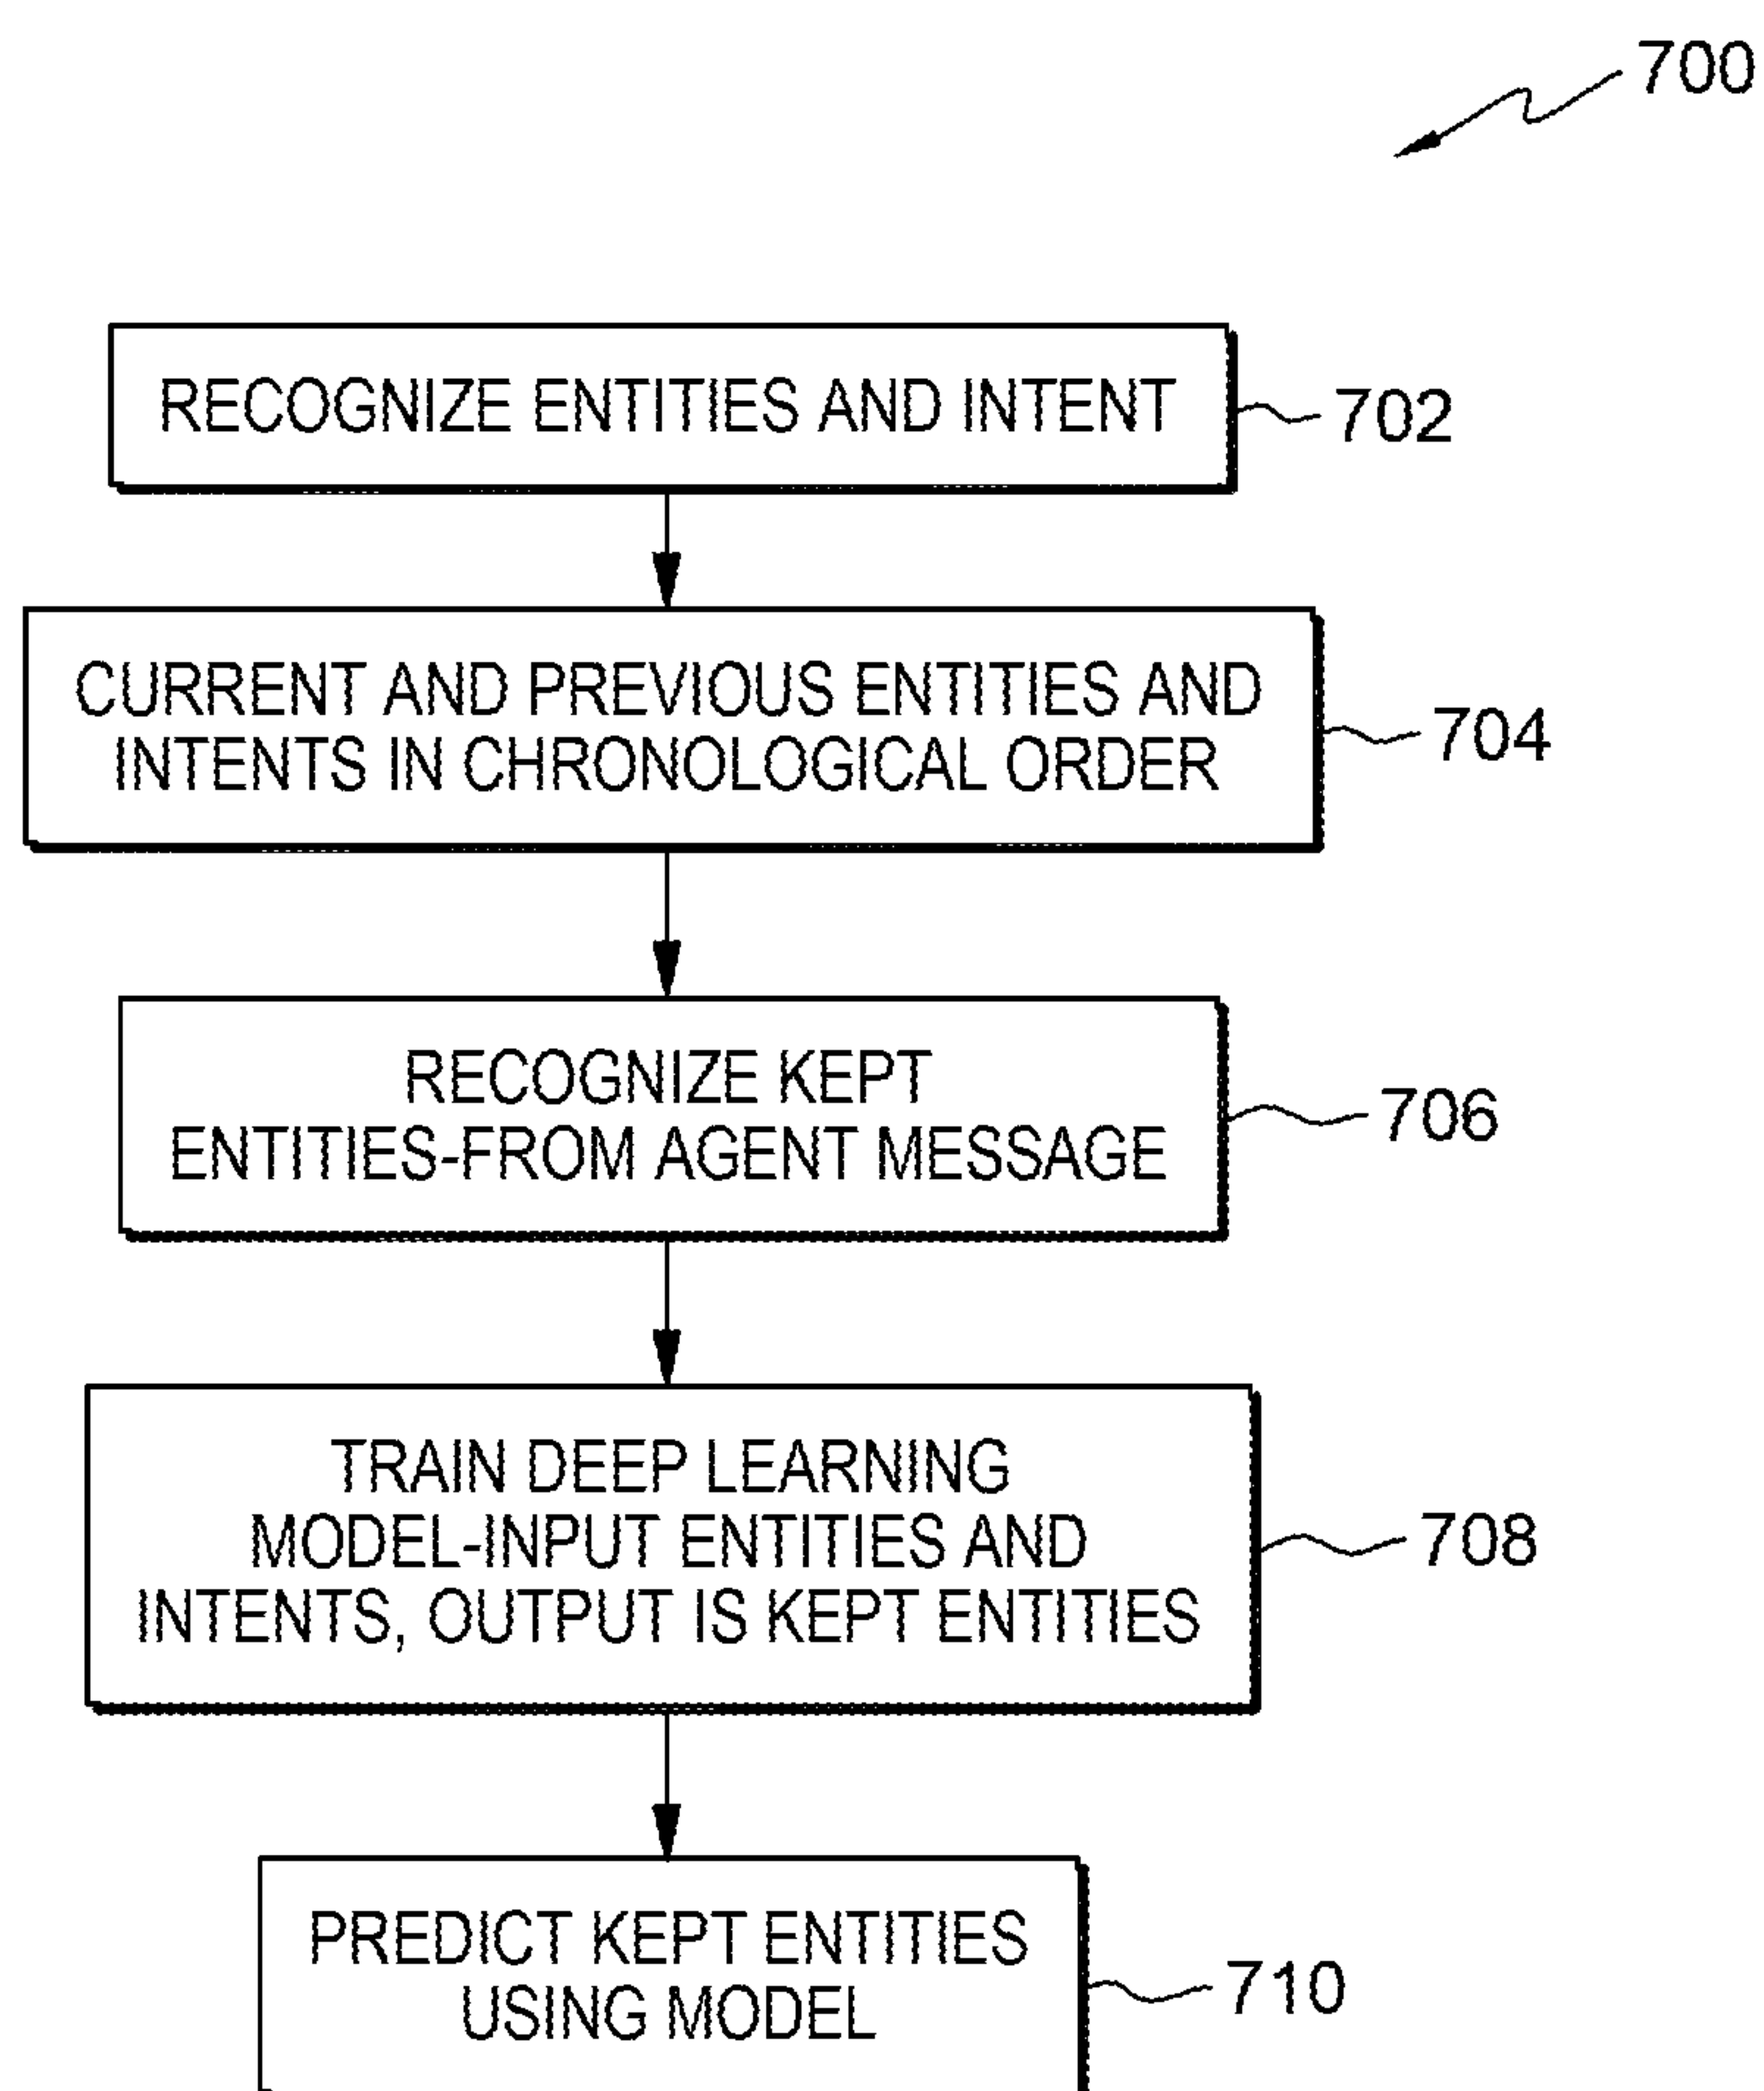 700
RECOGNIZE ENTITIES AND INTENT
702
CURRENT AND PREVIOUS ENTITIES AND
INTENTS IN CHRONOLOGICAL ORDER
704
RECOGNIZE KEPT
ENTITIES-FROM AGENT MESSAGE
706
TRAIN DEEP LEARNING
MODEL-INPUT ENTITIES AND
INTENTS, OUTPUT IS KEPT ENTITIES
708
PREDICT KEPT ENTITIES
USING MODEL
710